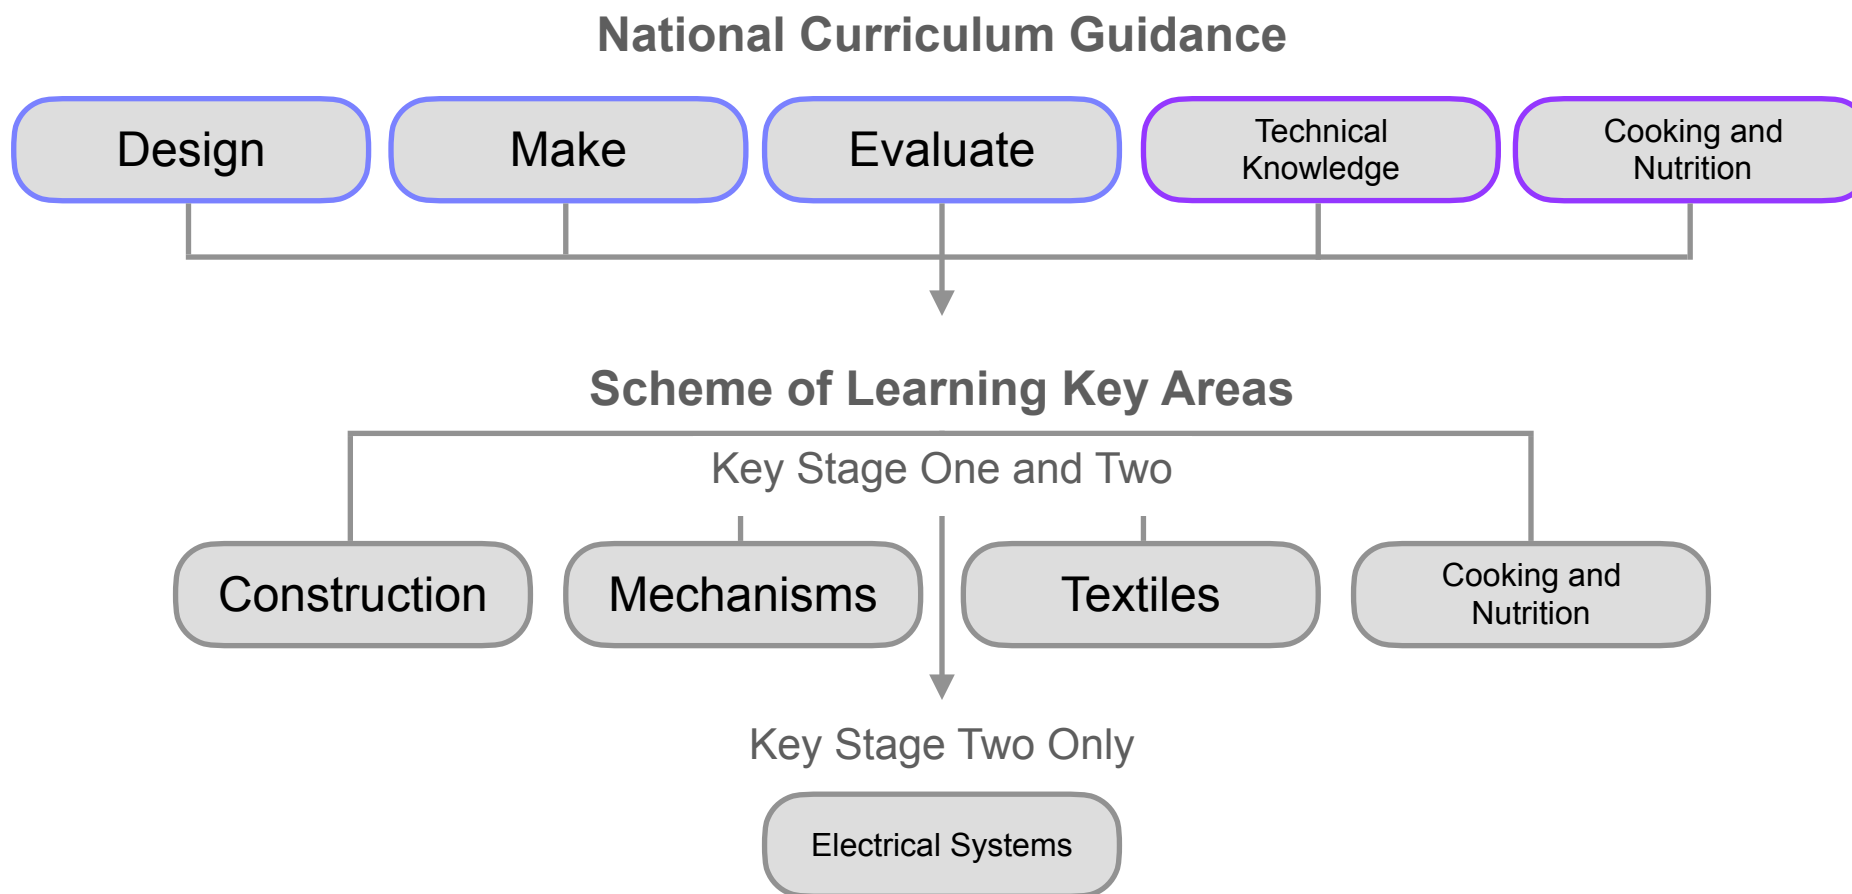 National Curriculum Guidance
Design
Make
Evaluate
Technical
Knowledge
Cooking and
Nutrition
Scheme of Learning Key Areas
Key Stage One and Two
Construction
Mechanisms
Textiles
Cooking and
Nutrition
Key Stage Two Only
Electrical Systems